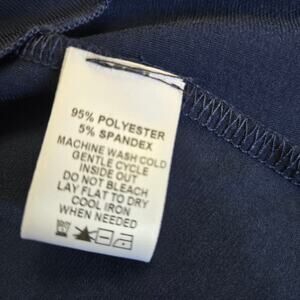 95% POLYESTER
5% SPANDEX
MACHINE WASH COLD
GENTLE CYCLE
INSIDE OUT
DO NOT BLEACH
LAY FLAT TO DRY
COOL IRON
WHEN NEEDED